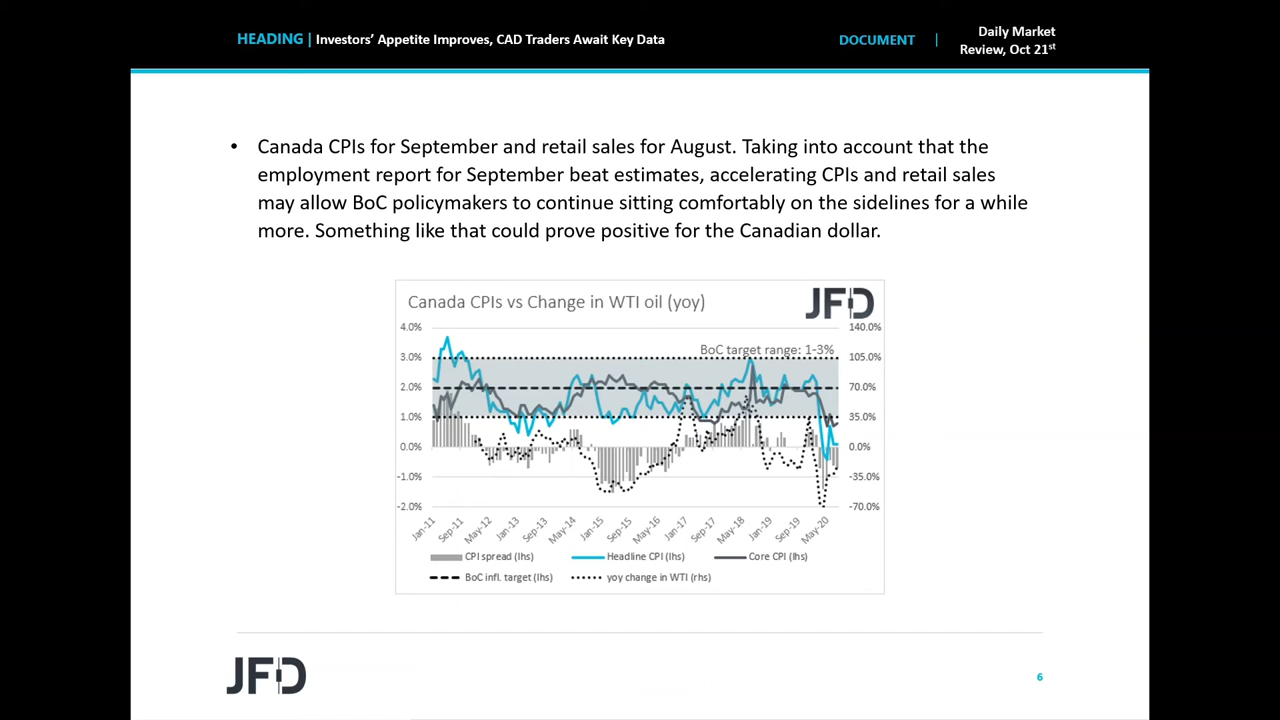 HEADING | Investors’ Appetite Improves, CAD Traders Await Key Data
DOCUMENT | Daily Market
Review, Oct 21st
• Canada CPIs for September and retail sales for August. Taking into account that the
employment report for September beat estimates, accelerating CPIs and retail sales
may allow BoC policymakers to continue sitting comfortably on the sidelines for a while
more. Something like that could prove positive for the Canadian dollar.
Canada CPIs vs Change in WTI oil (yoy)
JFD
4.0% 140.0%
BoC target range: 1-3%
3.0% 105.0%
2.0% 70.0%
1.0% 35.0%
0.0% 0.0%
-1.0% -35.0%
-2.0% -70.0%
Jan-11 Sep-11 May-12 Jan-13 Sep-13 May-14 Jan-15 Sep-15 May-16 Jan-17 Sep-17 May-18 Jan-19 Sep-19 May-20
CPI spread (lhs) Headline CPI (lhs) Core CPI (lhs)
BoC infl. target (lhs) yoy change in WTI (rhs)
JFD
6